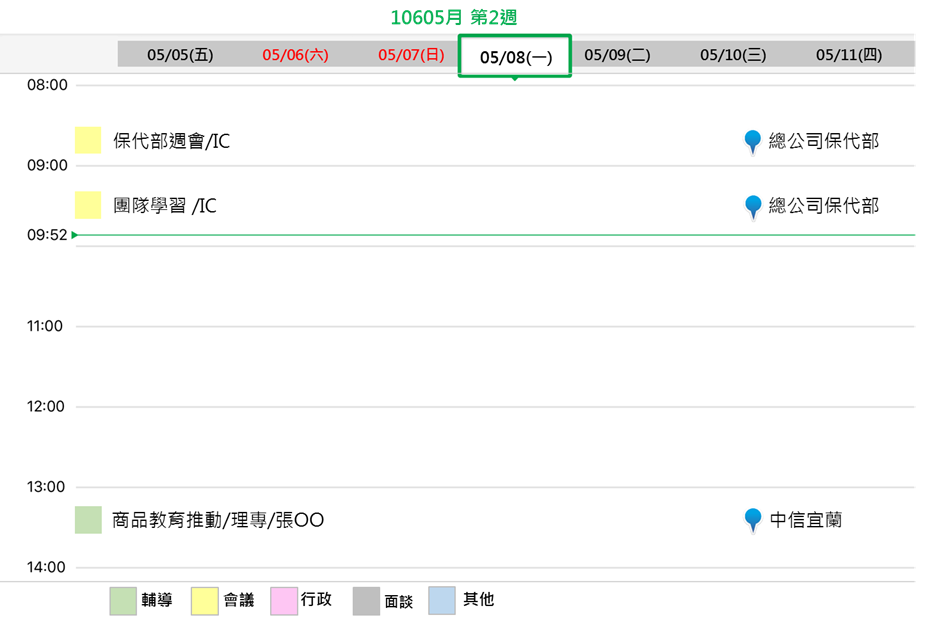 10605月 第2週
05/05(五) 05/06(六) 05/07(日) 05/08(一) 05/09(二) 05/10(三) 05/11(四)
08:00
保代部週會/IC 總公司保代部
09:00
團隊學習 /IC 總公司保代部
09:52
11:00
12:00
13:00
商品教育推動/理專/張OO 中信宜蘭
14:00
輔導 會議 行政 面談 其他